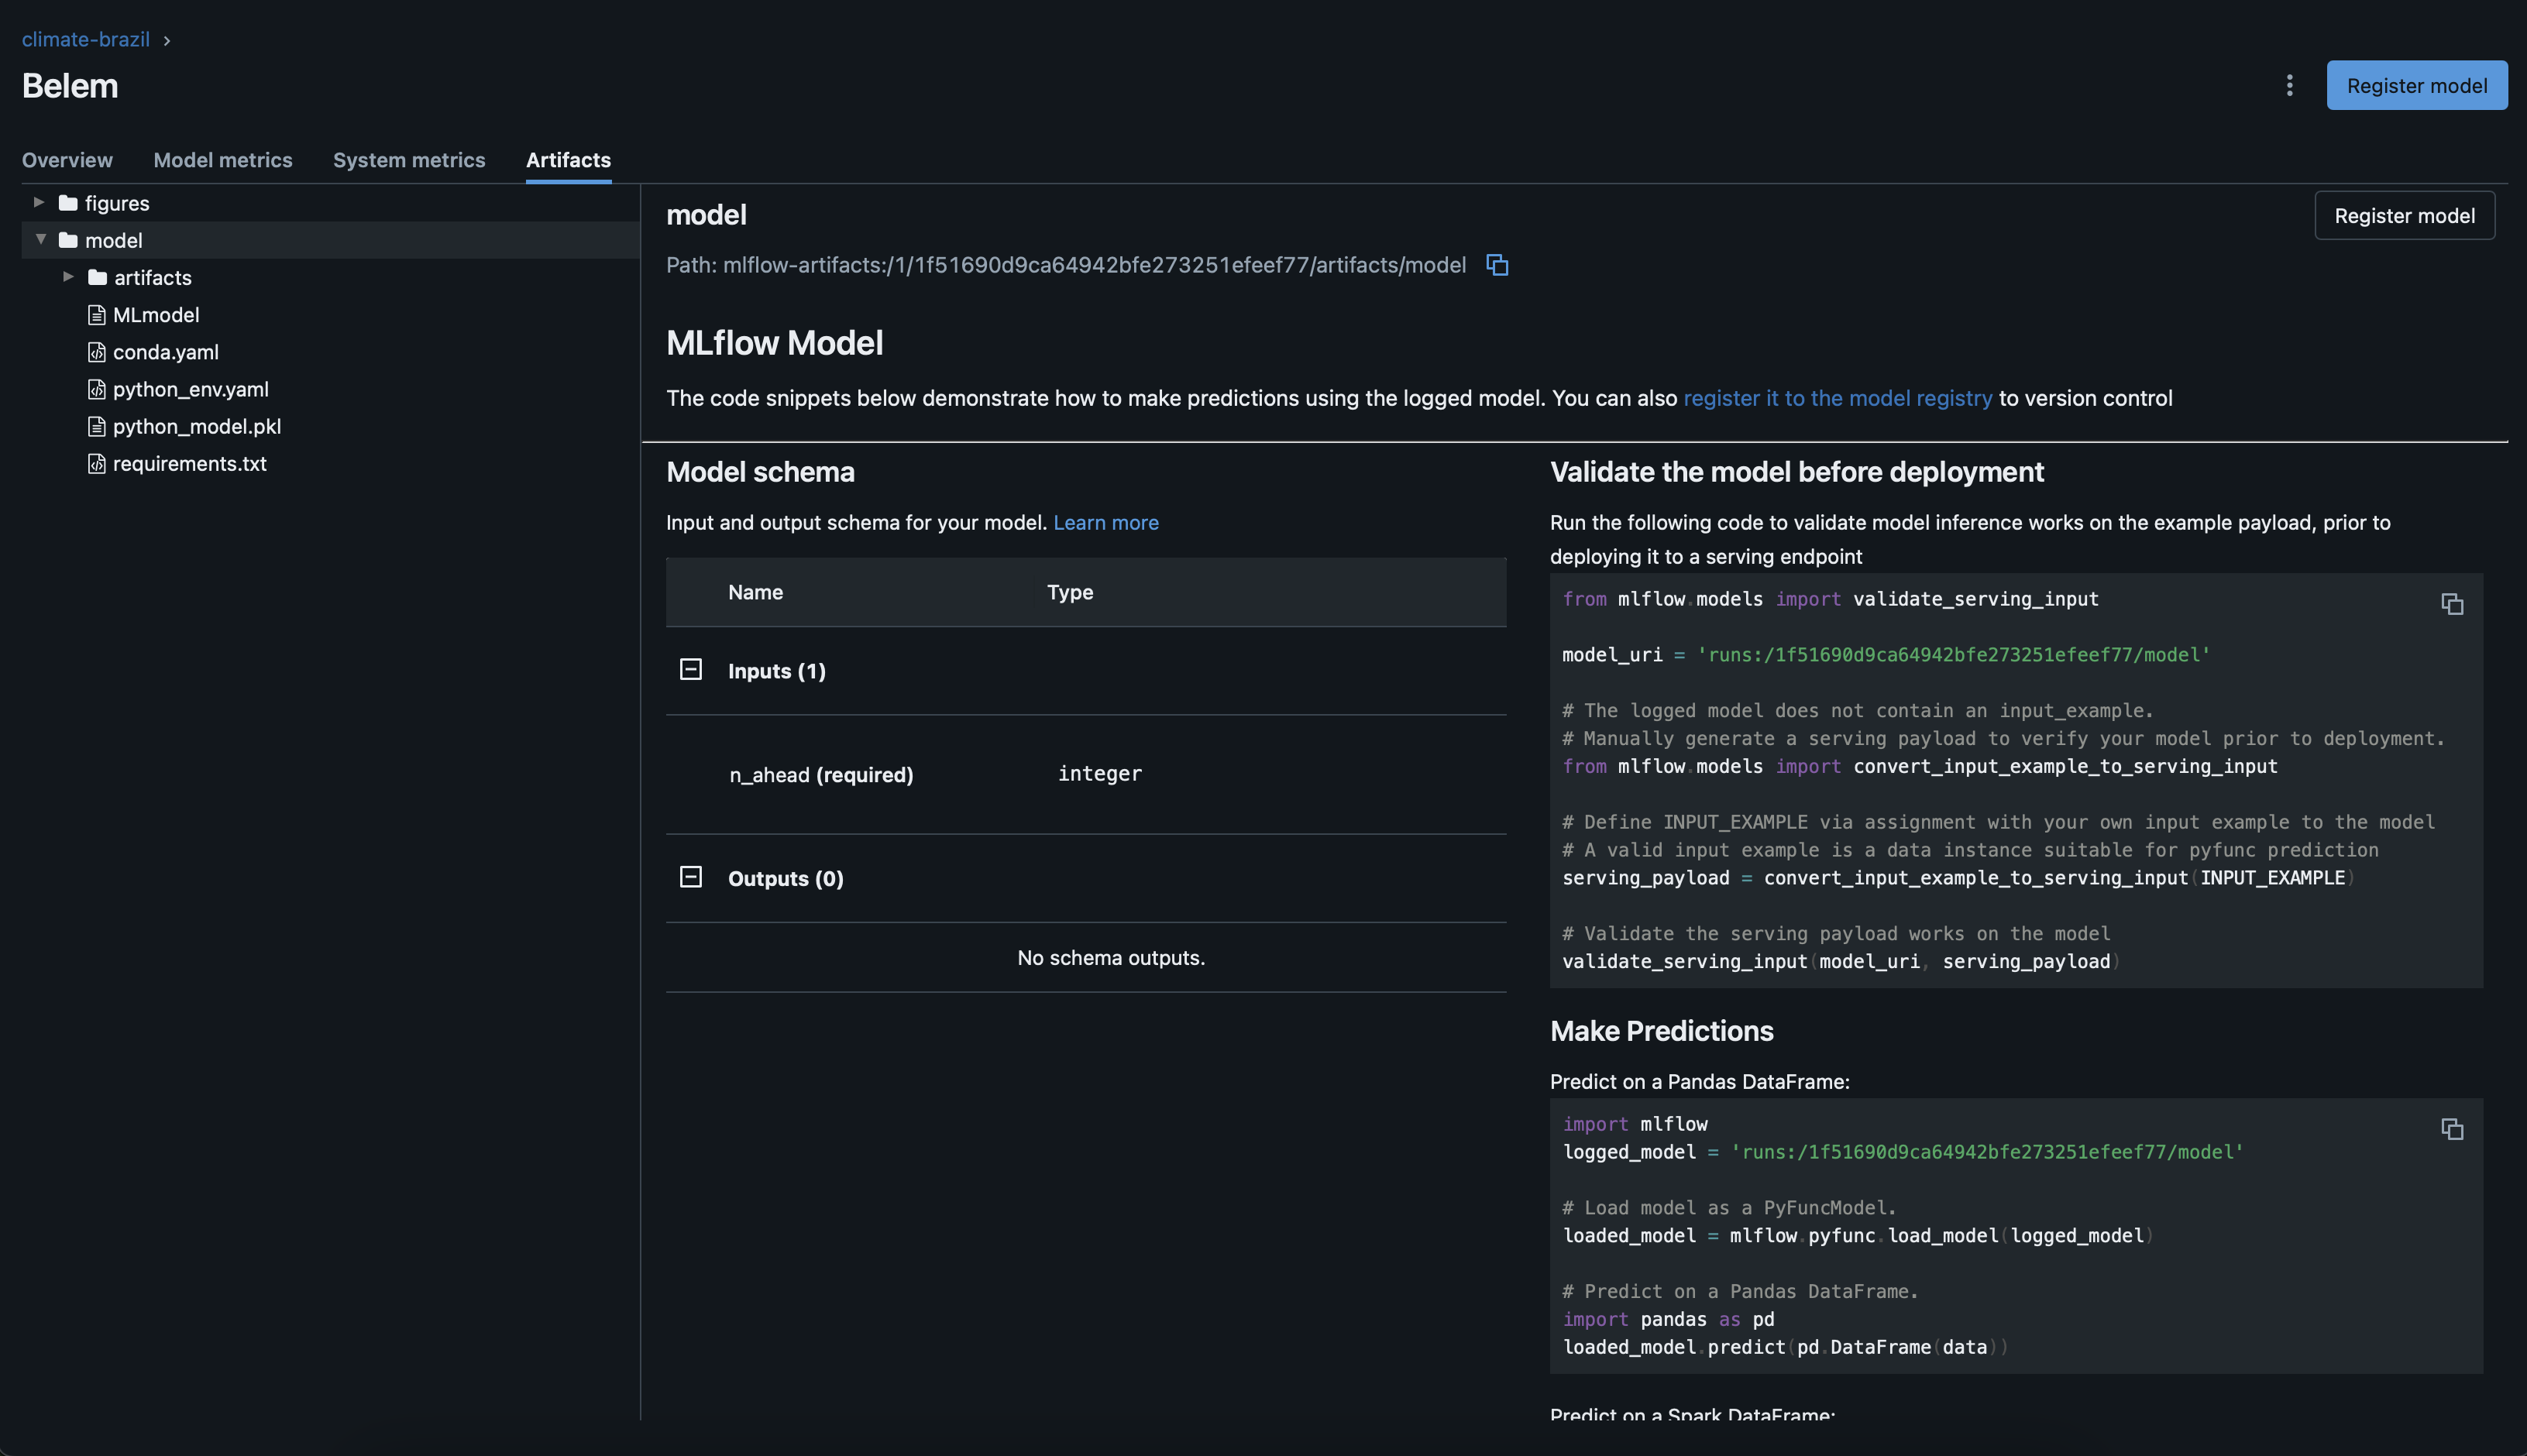 climate-brazil
Belem
Register model
Overview Model metrics System metrics Artifacts
figures
model
artifacts
MLmodel
conda.yaml
python_env.yaml
python_model.pkl
requirements.txt
model
Register model
Path: mlflow-artifacts:/1/1f51690d9ca64942bfe273251efeef77/artifacts/model
MLflow Model
The code snippets below demonstrate how to make predictions using the logged model. You can also register it to the model registry to version control
Model schema
Input and output schema for your model. Learn more
Name Type
Inputs (1)
n_ahead (required) integer
Outputs (0)
No schema outputs.
Validate the model before deployment
Run the following code to validate model inference works on the example payload, prior to
deploying it to a serving endpoint
from mlflow.models import validate_serving_input
model_uri = 'runs:/1f51690d9ca64942bfe273251efeef77/model'
# The logged model does not contain an input_example.
# Manually generate a serving payload to verify your model prior to deployment.
from mlflow.models import convert_input_example_to_serving_input
# Define INPUT_EXAMPLE via assignment with your own input example to the model
# A valid input example is a data instance suitable for pyfunc prediction
serving_payload = convert_input_example_to_serving_input(INPUT_EXAMPLE)
# Validate the serving payload works on the model
validate_serving_input(model_uri, serving_payload)
Make Predictions
Predict on a Pandas DataFrame:
import mlflow
logged_model = 'runs:/1f51690d9ca64942bfe273251efeef77/model'
# Load model as a PyFuncModel.
loaded_model = mlflow.pyfunc.load_model(logged_model)
# Predict on a Pandas DataFrame.
import pandas as pd
loaded_model.predict(pd.DataFrame(data))
Predict on a Spark DataFrame: